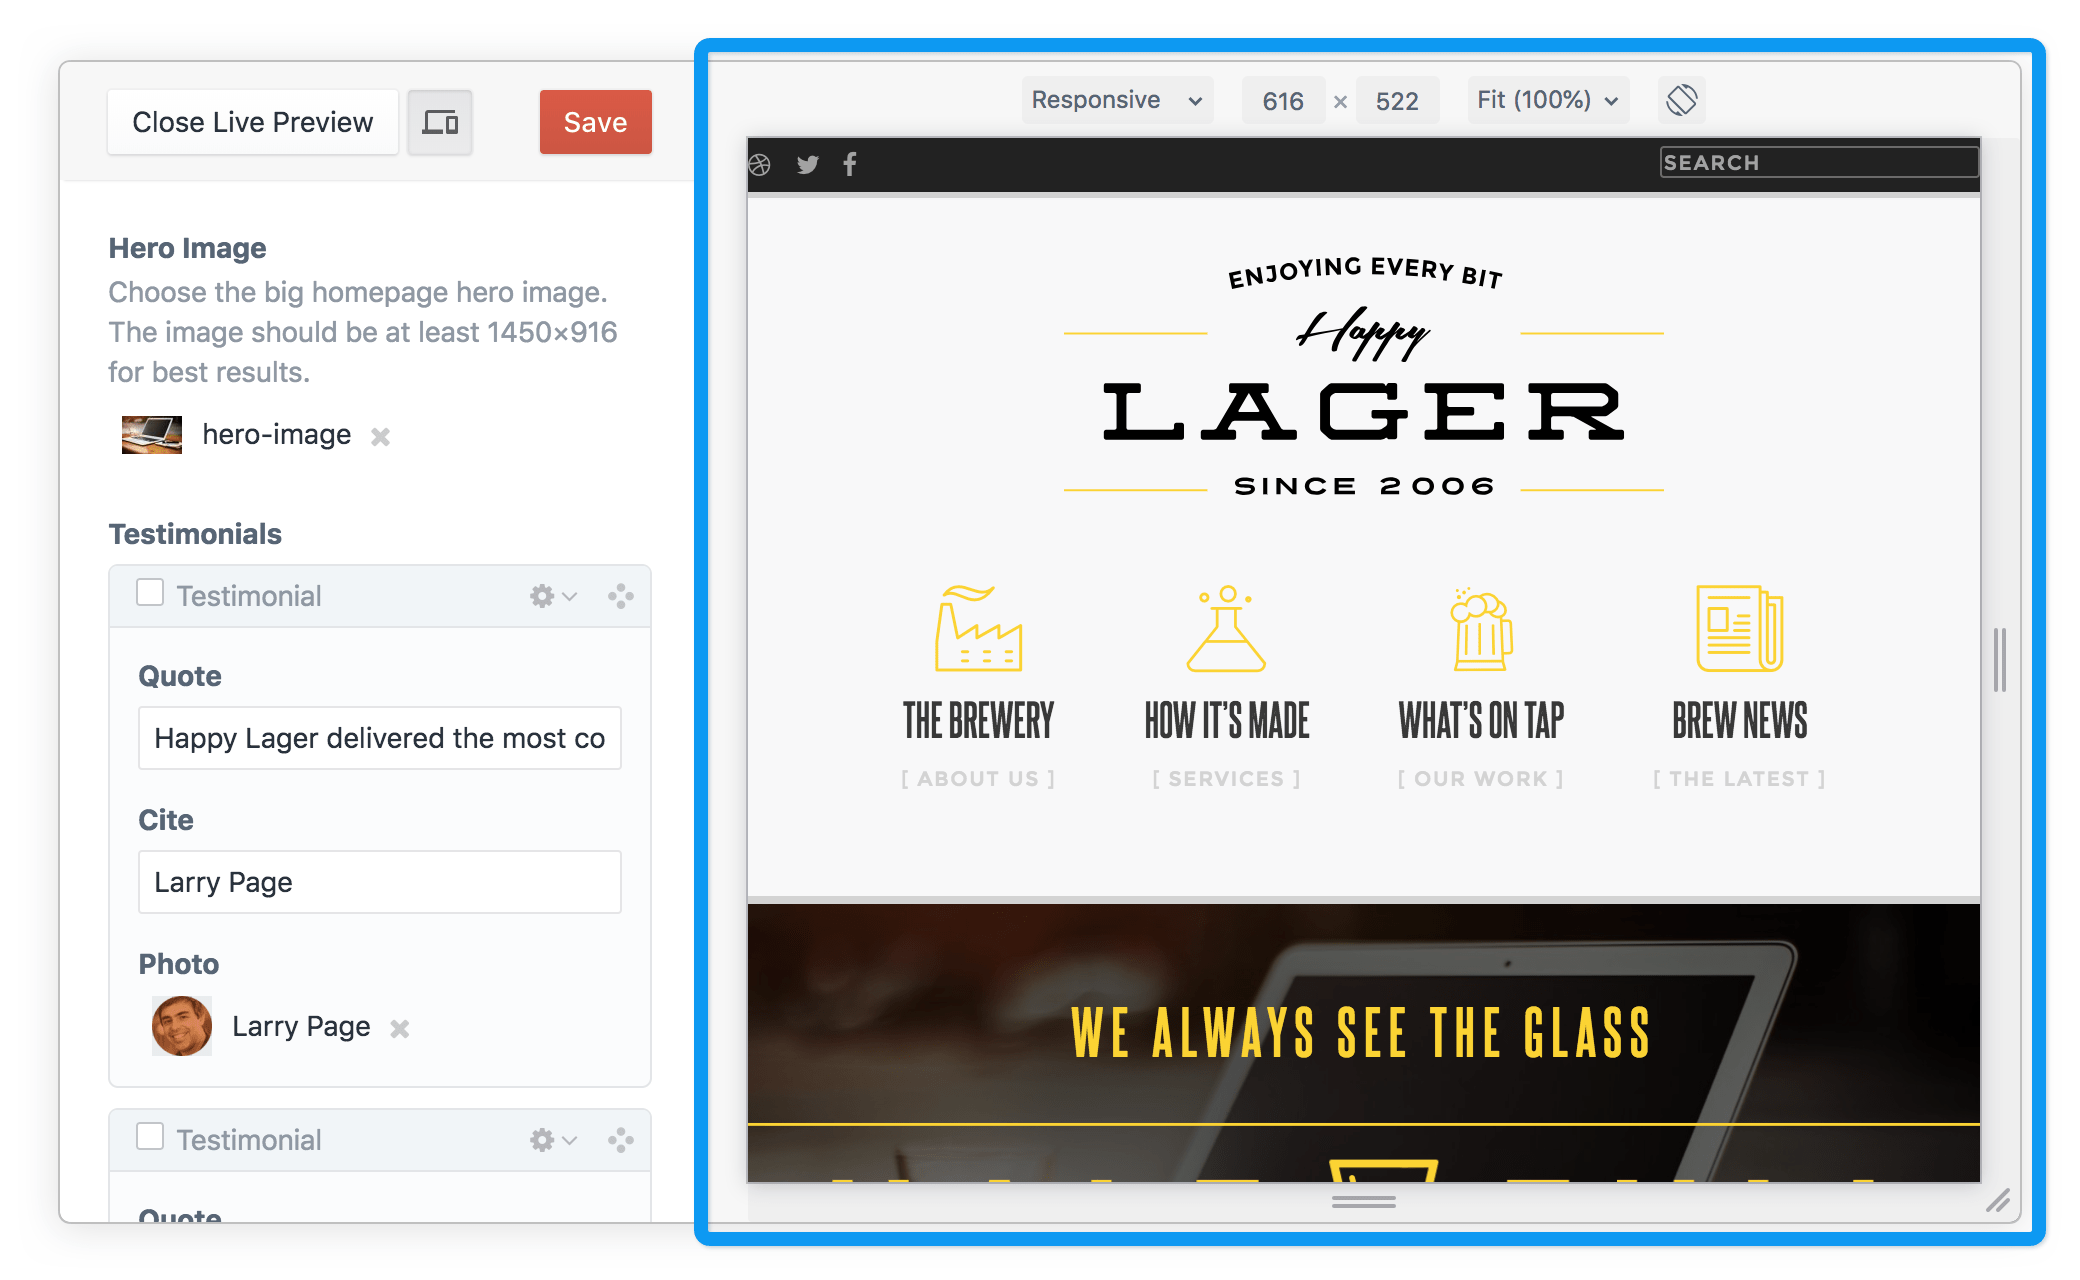 Close Live Preview
Save
Hero Image
Choose the big homepage hero image.
The image should be at least 1450×916
for best results.
hero-image
Testimonials
Testimonial
Quote
Happy Lager delivered the most co
Cite
Larry Page
Photo
Larry Page
Testimonial
Quote
Responsive
616 × 522
Fit (100%)
SEARCH
ENJOYING EVERY BIT
Happy
LAGER
SINCE 2006
THE BREWERY
[ ABOUT US ]
HOW IT'S MADE
[ SERVICES ]
WHAT'S ON TAP
[ OUR WORK ]
BREW NEWS
[ THE LATEST ]
WE ALWAYS SEE THE GLASS